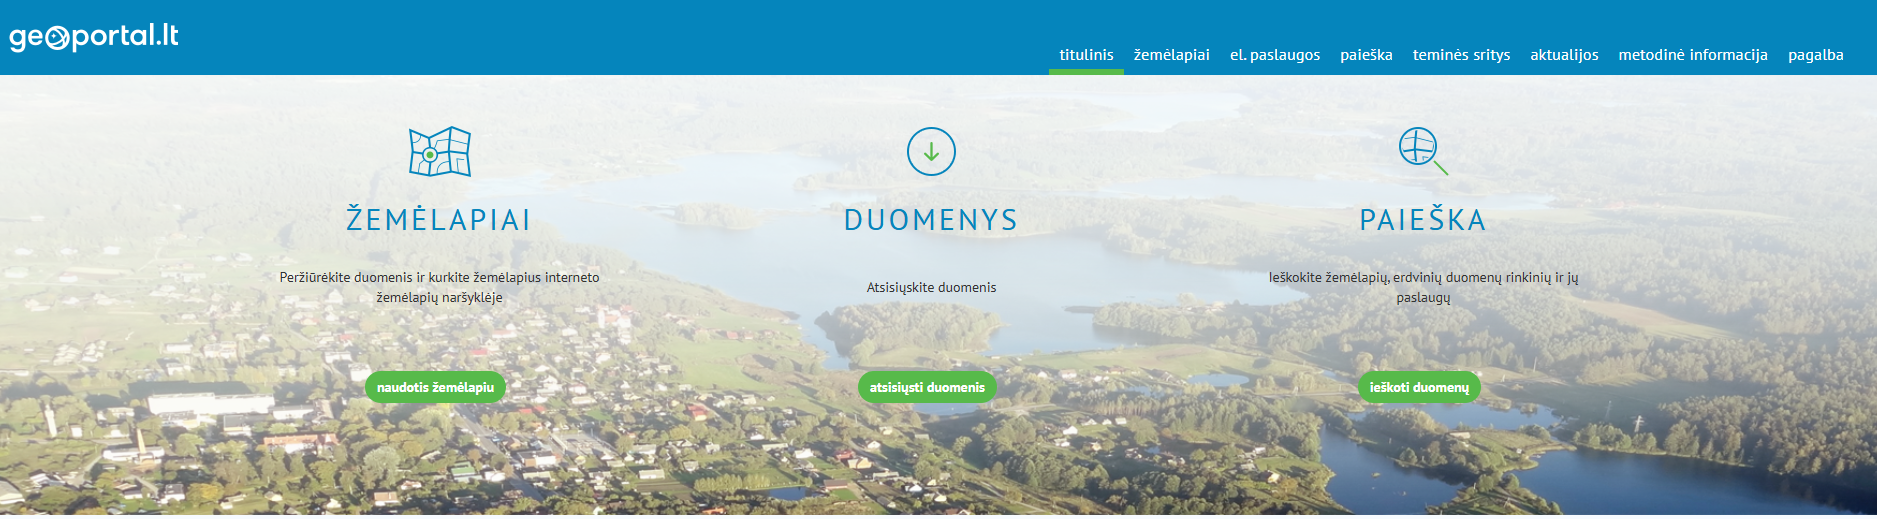 geoportal.lt
titulinis žemėlapiai el. paslaugos paieška teminės sritys aktualijos metodinė informacija pagalba
ŽEMĖLAPIAI
Peržiūrėkite duomenis ir kurkite žemėlapius interneto
žemėlapių naršyklėje
naudotis žemėlapiu
DUOMENYS
Atsisiųskite duomenis
atsisiųsti duomenis
PAIEŠKA
Ieškokite žemėlapių, erdvinių duomenų rinkinių ir jų
paslaugų
ieškoti duomenų